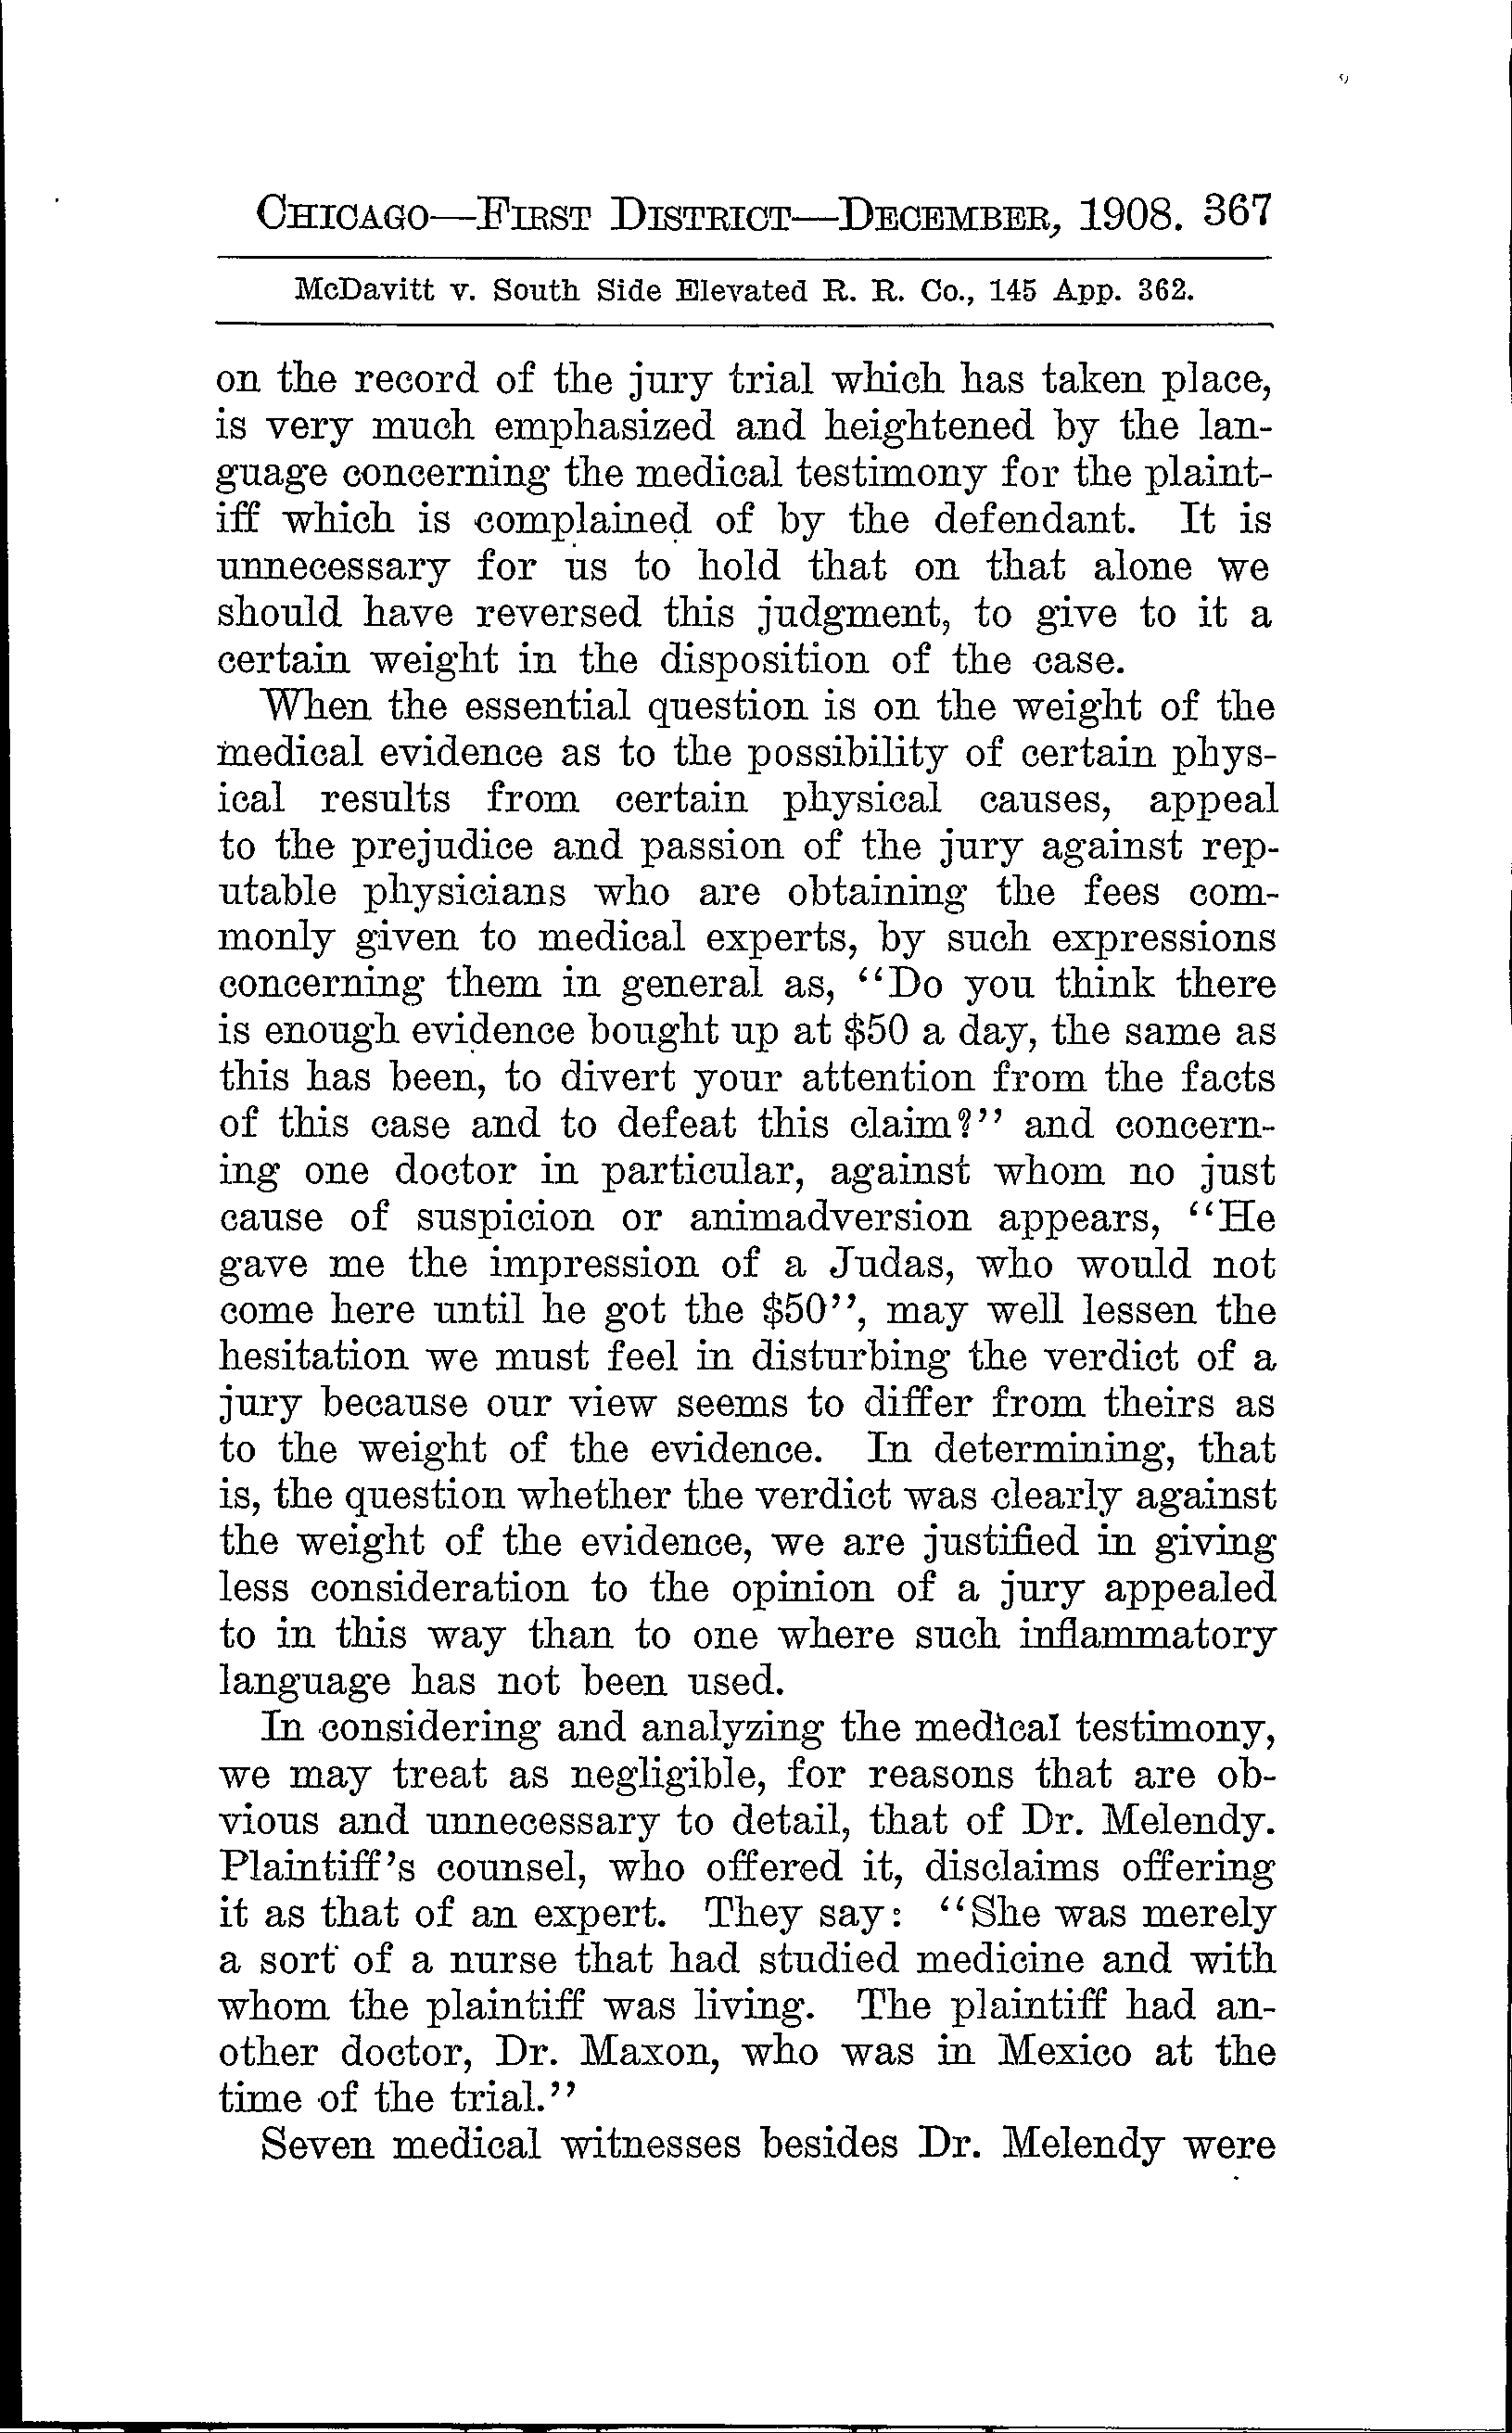 CHICAGO—FIRST DISTRICT—DECEMBER, 1908. 367
McDavitt v. South Side Elevated R. R. Co., 145 App. 362.
on the record of the jury trial which has taken place,
is very much emphasized and heightened by the lan-
guage concerning the medical testimony for the plaint-
iff which is complained of by the defendant. It is
unnecessary for us to hold that on that alone we
should have reversed this judgment, to give to it a
certain weight in the disposition of the case.
When the essential question is on the weight of the
medical evidence as to the possibility of certain phys-
ical results from certain physical causes, appeal
to the prejudice and passion of the jury against rep-
utable physicians who are obtaining the fees com-
monly given to medical experts, by such expressions
concerning them in general as, “Do you think there
is enough evidence bought up at $50 a day, the same as
this has been, to divert your attention from the facts
of this case and to defeat this claim?” and concern-
ing one doctor in particular, against whom no just
cause of suspicion or animadversion appears, “He
gave me the impression of a Judas, who would not
come here until he got the $50”, may well lessen the
hesitation we must feel in disturbing the verdict of a
jury because our view seems to differ from theirs as
to the weight of the evidence. In determining, that
is, the question whether the verdict was clearly against
the weight of the evidence, we are justified in giving
less consideration to the opinion of a jury appealed
to in this way than to one where such inflammatory
language has not been used.
In considering and analyzing the medical testimony,
we may treat as negligible, for reasons that are ob-
vious and unnecessary to detail, that of Dr. Melendy.
Plaintiff’s counsel, who offered it, disclaims offering
it as that of an expert. They say: “She was merely
a sort of a nurse that had studied medicine and with
whom the plaintiff was living. The plaintiff had an-
other doctor, Dr. Maxon, who was in Mexico at the
time of the trial.”
Seven medical witnesses besides Dr. Melendy were